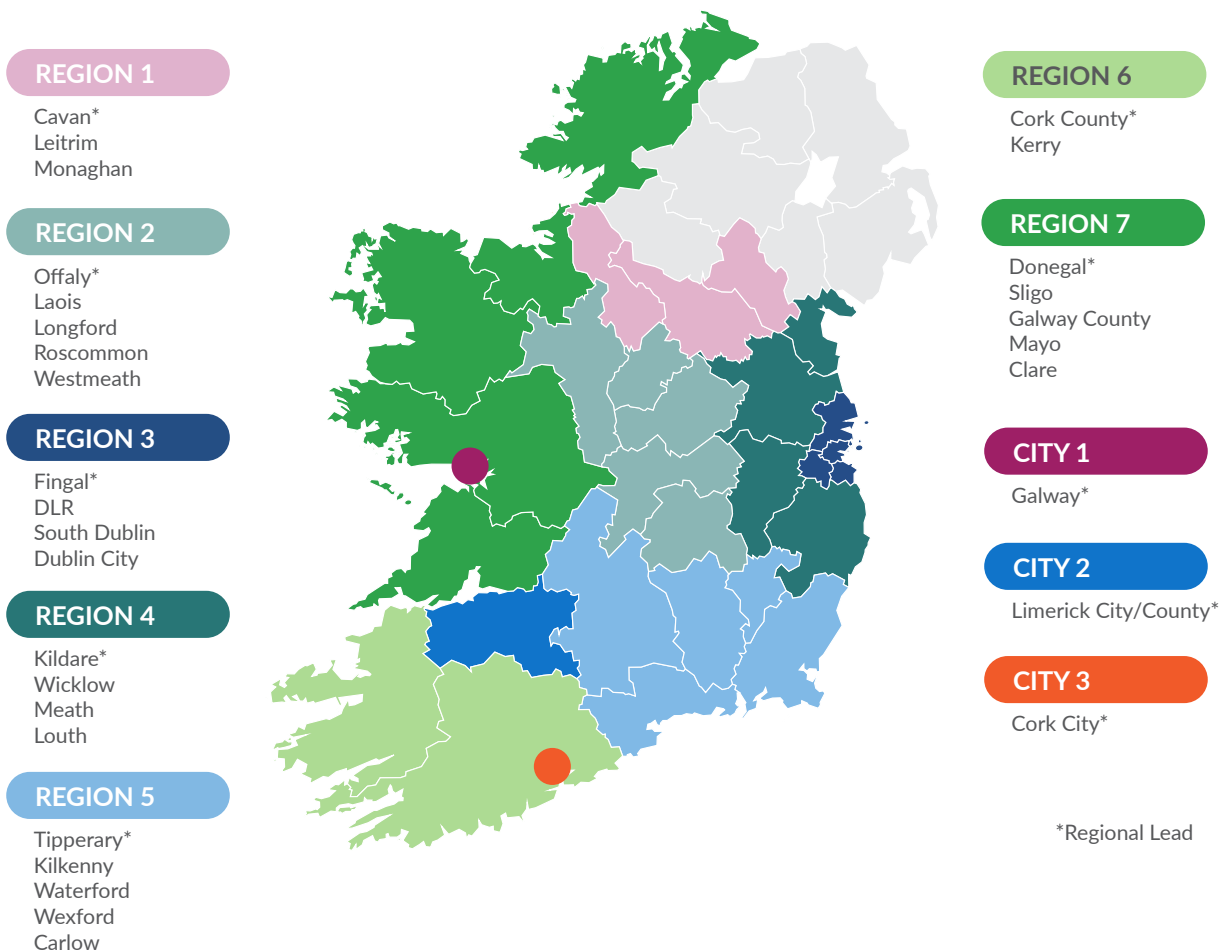 REGION 1
Cavan*
Leitrim
Monaghan
REGION 2
Offaly*
Laois
Longford
Roscommon
Westmeath
REGION 3
Fingal*
DLR
South Dublin
Dublin City
REGION 4
Kildare*
Wicklow
Meath
Louth
REGION 5
Tipperary*
Kilkenny
Waterford
Wexford
Carlow
REGION 6
Cork County*
Kerry
REGION 7
Donegal*
Sligo
Galway County
Mayo
Clare
CITY 1
Galway*
CITY 2
Limerick City/County*
CITY 3
Cork City*
*Regional Lead